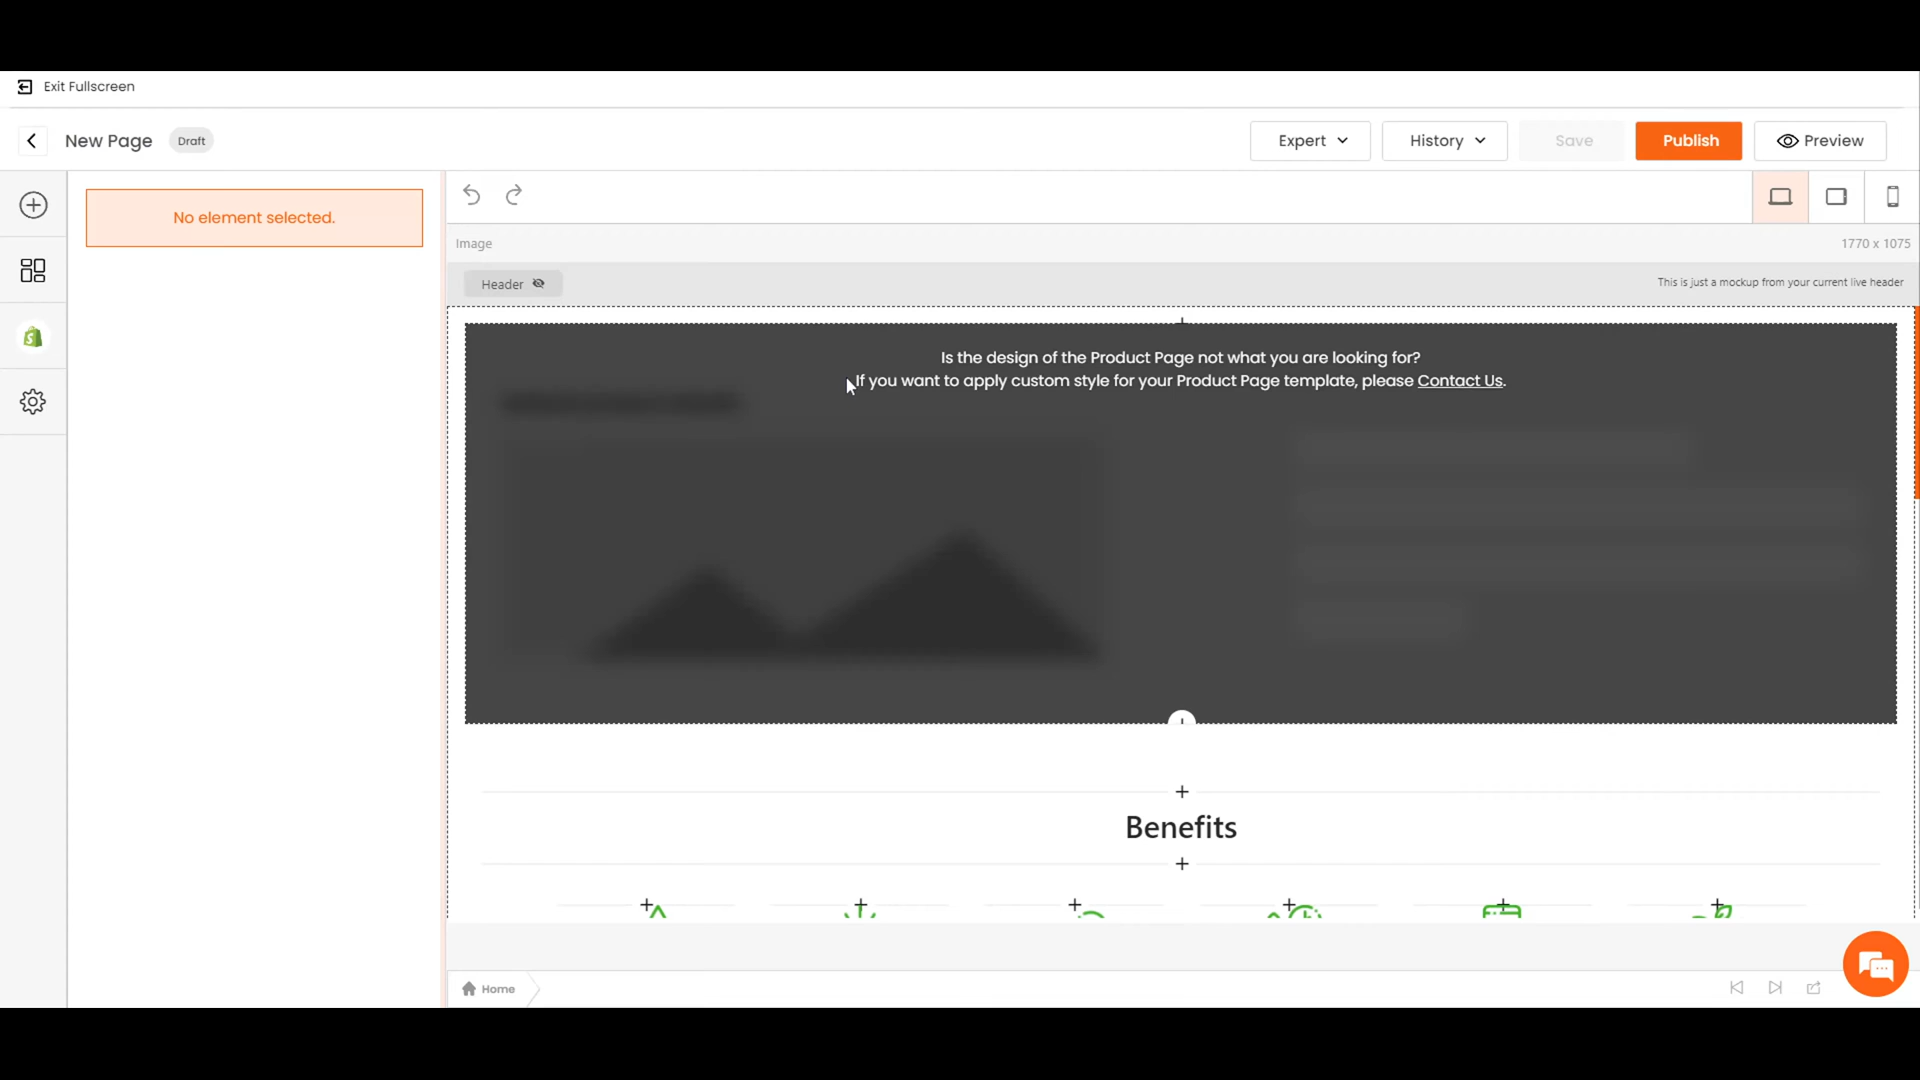 Exit Fullscreen
New Page
Draft
Expert
History
Save
Publish
Preview
No element selected.
Image
1770 x 1075
Header
This is just a mockup from your current live header
Is the design of the Product Page not what you are looking for?
If you want to apply custom style for your Product Page template, please Contact Us.
Benefits
Home